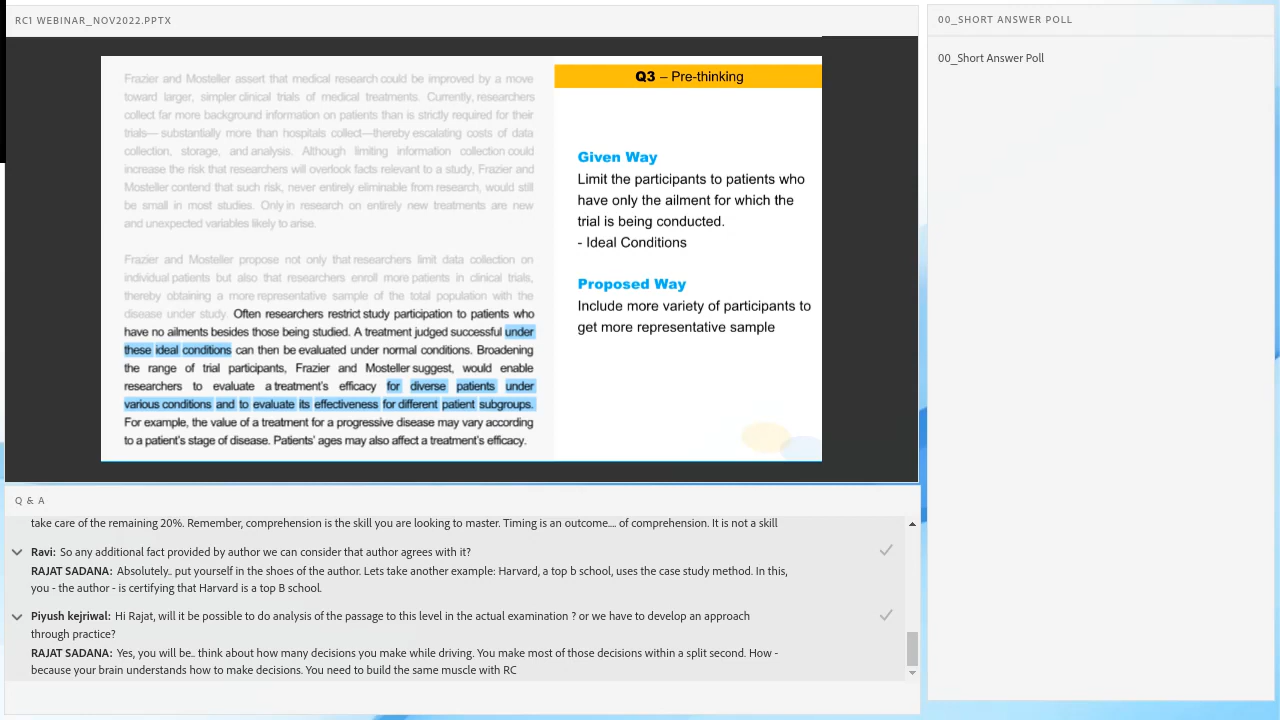 RC1 WEBINAR_NOV2022.PPTX
Frazier and Mosteller assert that medical research could be improved by a move
toward larger, simpler clinical trials of medical treatments. Currently, researchers
collect far more background information on patients than is strictly required for their
trials— substantially more than hospitals collect—thereby escalating costs of data
collection, storage, and analysis. Although limiting information collection could
increase the risk that researchers will overlook facts relevant to a study, Frazier and
Mosteller contend that such risk, never entirely eliminable from research, would still
be small in most studies. Only in research on entirely new treatments are new
and unexpected variables likely to arise.
Frazier and Mosteller propose not only that researchers limit data collection on
individual patients but also that researchers enroll more patients in clinical trials,
thereby obtaining a more representative sample of the total population with the
disease under study. Often researchers restrict study participation to patients who
have no ailments besides those being studied. A treatment judged successful under
these ideal conditions can then be evaluated under normal conditions. Broadening
the range of trial participants, Frazier and Mosteller suggest, would enable
researchers to evaluate a treatment's efficacy for diverse patients under
various conditions and to evaluate its effectiveness for different patient subgroups.
For example, the value of a treatment for a progressive disease may vary according
to a patient's stage of disease. Patients' ages may also affect a treatment's efficacy.
Q3 – Pre-thinking
Given Way
Limit the participants to patients who
have only the ailment for which the
trial is being conducted.
- Ideal Conditions
Proposed Way
Include more variety of participants to
get more representative sample
Q & A
take care of the remaining 20%. Remember, comprehension is the skill you are looking to master. Timing is an outcome.... of comprehension. It is not a skill
Ravi: So any additional fact provided by author we can consider that author agrees with it?
RAJAT SADANA: Absolutely.. put yourself in the shoes of the author. Lets take another example: Harvard, a top b school, uses the case study method. In this,
you - the author - is certifying that Harvard is a top B school.
Piyush kejriwal: Hi Rajat, will it be possible to do analysis of the passage to this level in the actual examination ? or we have to develop an approach
through practice?
RAJAT SADANA: Yes, you will be.. think about how many decisions you make while driving. You make most of those decisions within a split second. How -
because your brain understands how to make decisions. You need to build the same muscle with RC
00_SHORT ANSWER POLL
00_Short Answer Poll